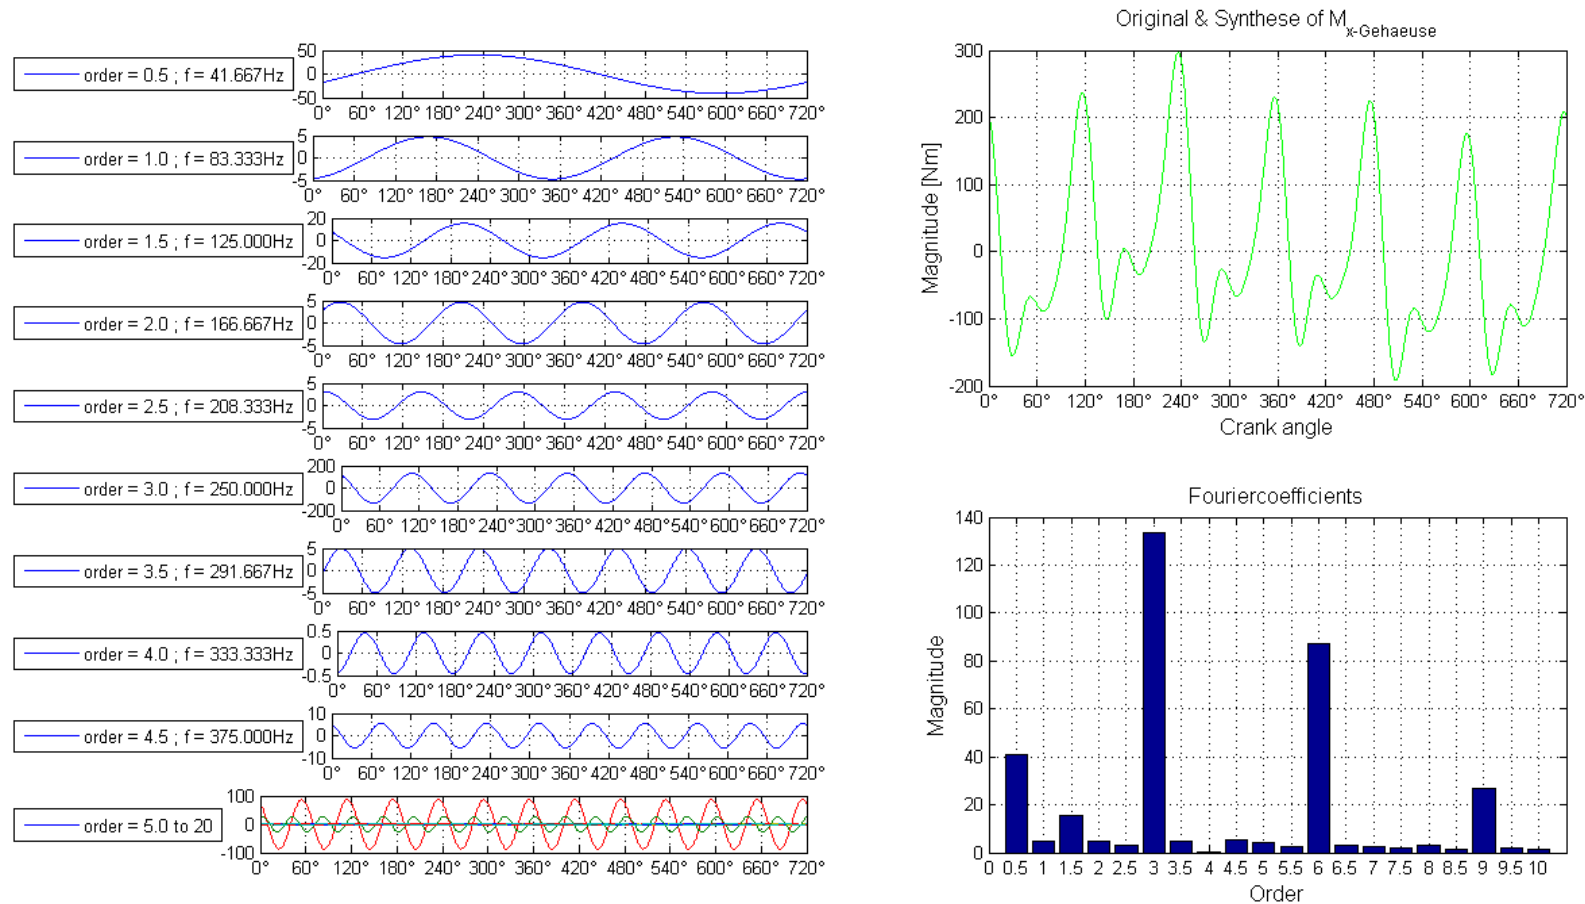 order = 0.5 ; f = 41.667Hz
50
0
-50
0° 60° 120° 180° 240° 300° 360° 420° 480° 540° 600° 660° 720°
order = 1.0 ; f = 83.333Hz
5
0
-5
0° 60° 120° 180° 240° 300° 360° 420° 480° 540° 600° 660° 720°
order = 1.5 ; f = 125.000Hz
20
0
-20
0° 60° 120° 180° 240° 300° 360° 420° 480° 540° 600° 660° 720°
order = 2.0 ; f = 166.667Hz
5
0
-5
0° 60° 120° 180° 240° 300° 360° 420° 480° 540° 600° 660° 720°
order = 2.5 ; f = 208.333Hz
5
0
-5
0° 60° 120° 180° 240° 300° 360° 420° 480° 540° 600° 660° 720°
order = 3.0 ; f = 250.000Hz
200
0
-200
0° 60° 120° 180° 240° 300° 360° 420° 480° 540° 600° 660° 720°
order = 3.5 ; f = 291.667Hz
5
0
-5
0° 60° 120° 180° 240° 300° 360° 420° 480° 540° 600° 660° 720°
order = 4.0 ; f = 333.333Hz
0.5
0
-0.5
0° 60° 120° 180° 240° 300° 360° 420° 480° 540° 600° 660° 720°
order = 4.5 ; f = 375.000Hz
10
0
-10
0° 60° 120° 180° 240° 300° 360° 420° 480° 540° 600° 660° 720°
order = 5.0 to 20
100
0
-100
0° 60° 120° 180° 240° 300° 360° 420° 480° 540° 600° 660° 720°
Original & Synthese of M x-Gehaeuse
Magnitude [Nm]
300
200
100
0
-100
-200
0° 60° 120° 180° 240° 300° 360° 420° 480° 540° 600° 660° 720°
Crank angle
Fouriercoefficients
Magnitude
140
120
100
80
60
40
20
0
0 0.5 1 1.5 2 2.5 3 3.5 4 4.5 5 5.5 6 6.5 7 7.5 8 8.5 9 9.5 10
Order